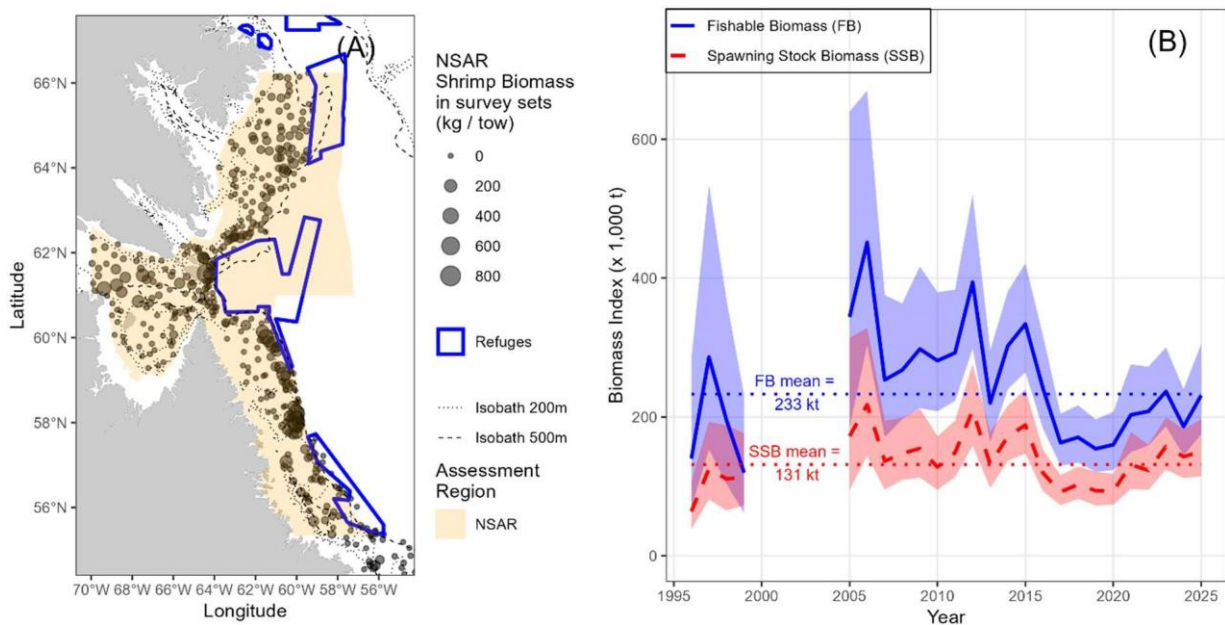 (A)
66°N
64°N
62°N
60°N
58°N
56°N
Latitude
70°W 68°W 66°W 64°W 62°W 60°W 58°W 56°W
Longitude
NSAR
Shrimp Biomass
in survey sets
(kg / tow)
0
200
400
600
800
Refuges
Isobath 200m
Isobath 500m
Assessment
Region
NSAR
Fishable Biomass (FB)
Spawning Stock Biomass (SSB)
(B)
Biomass Index (x 1,000 t)
600
400
200
0
FB mean =
233 kt
SSB mean =
131 kt
1995 2000 2005 2010 2015 2020 2025
Year